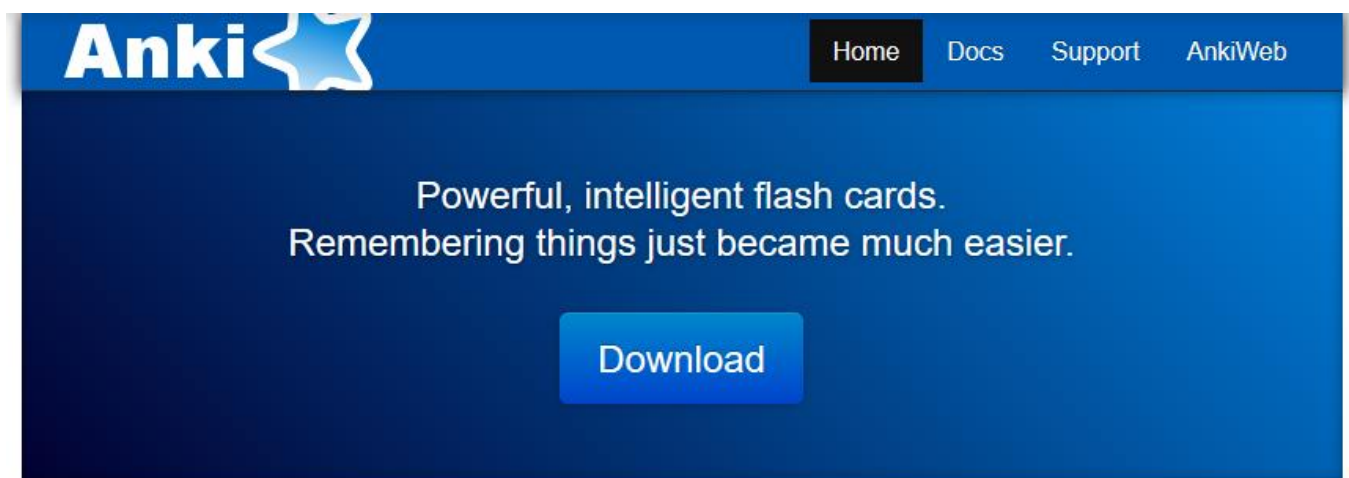 Anki
Home Docs Support AnkiWeb
Powerful, intelligent flash cards.
Remembering things just became much easier.
Download